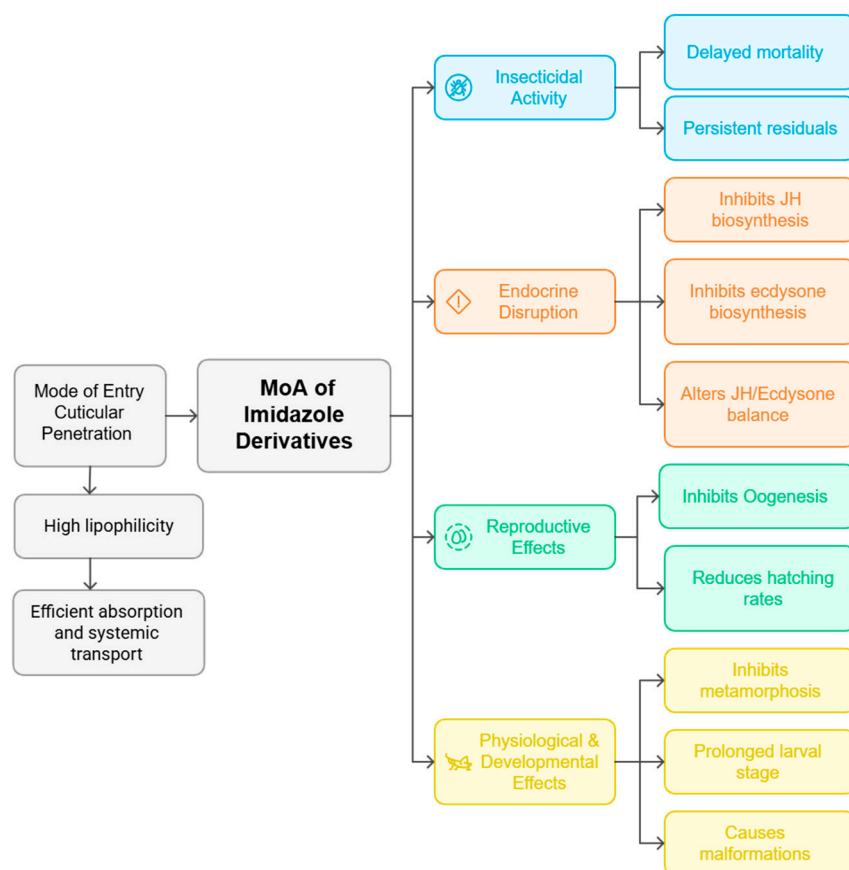 Mode of Entry
Cuticular
Penetration
High lipophilicity
Efficient absorption
and systemic
transport
MoA of
Imidazole
Derivatives
Insecticidal
Activity
Delayed mortality
Persistent residuals
Endocrine
Disruption
Inhibits JH
biosynthesis
Inhibits ecdysone
biosynthesis
Alters JH/Ecdysone
balance
Reproductive
Effects
Inhibits Oogenesis
Reduces hatching
rates
Physiological &
Developmental
Effects
Inhibits
metamorphosis
Prolonged larval
stage
Causes
malformations